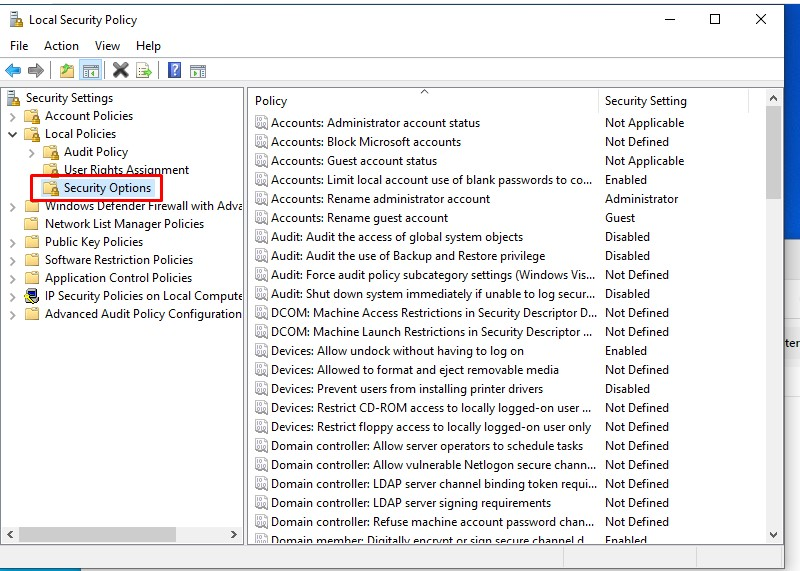 Local Security Policy
File Action View Help
Security Settings
Account Policies
Local Policies
Audit Policy
User Rights Assignment
Security Options
Windows Defender Firewall with Adva
Network List Manager Policies
Public Key Policies
Software Restriction Policies
Application Control Policies
IP Security Policies on Local Compute
Advanced Audit Policy Configuration
Policy Security Setting
Accounts: Administrator account status Not Applicable
Accounts: Block Microsoft accounts Not Defined
Accounts: Guest account status Not Applicable
Accounts: Limit local account use of blank passwords to co... Enabled
Accounts: Rename administrator account Administrator
Accounts: Rename guest account Guest
Audit: Audit the access of global system objects Disabled
Audit: Audit the use of Backup and Restore privilege Disabled
Audit: Force audit policy subcategory settings (Windows Vis... Not Defined
Audit: Shut down system immediately if unable to log secur... Disabled
DCOM: Machine Access Restrictions in Security Descriptor D... Not Defined
DCOM: Machine Launch Restrictions in Security Descriptor ... Not Defined
Devices: Allow undock without having to log on Enabled
Devices: Allowed to format and eject removable media Not Defined
Devices: Prevent users from installing printer drivers Disabled
Devices: Restrict CD-ROM access to locally logged-on user ... Not Defined
Devices: Restrict floppy access to locally logged-on user only Not Defined
Domain controller: Allow server operators to schedule tasks Not Defined
Domain controller: Allow vulnerable Netlogon secure chann... Not Defined
Domain controller: LDAP server channel binding token requi... Not Defined
Domain controller: LDAP server signing requirements Not Defined
Domain controller: Refuse machine account password chan... Not Defined
Domain member: Digitally encrypt or sign secure channel d... Enabled
ter